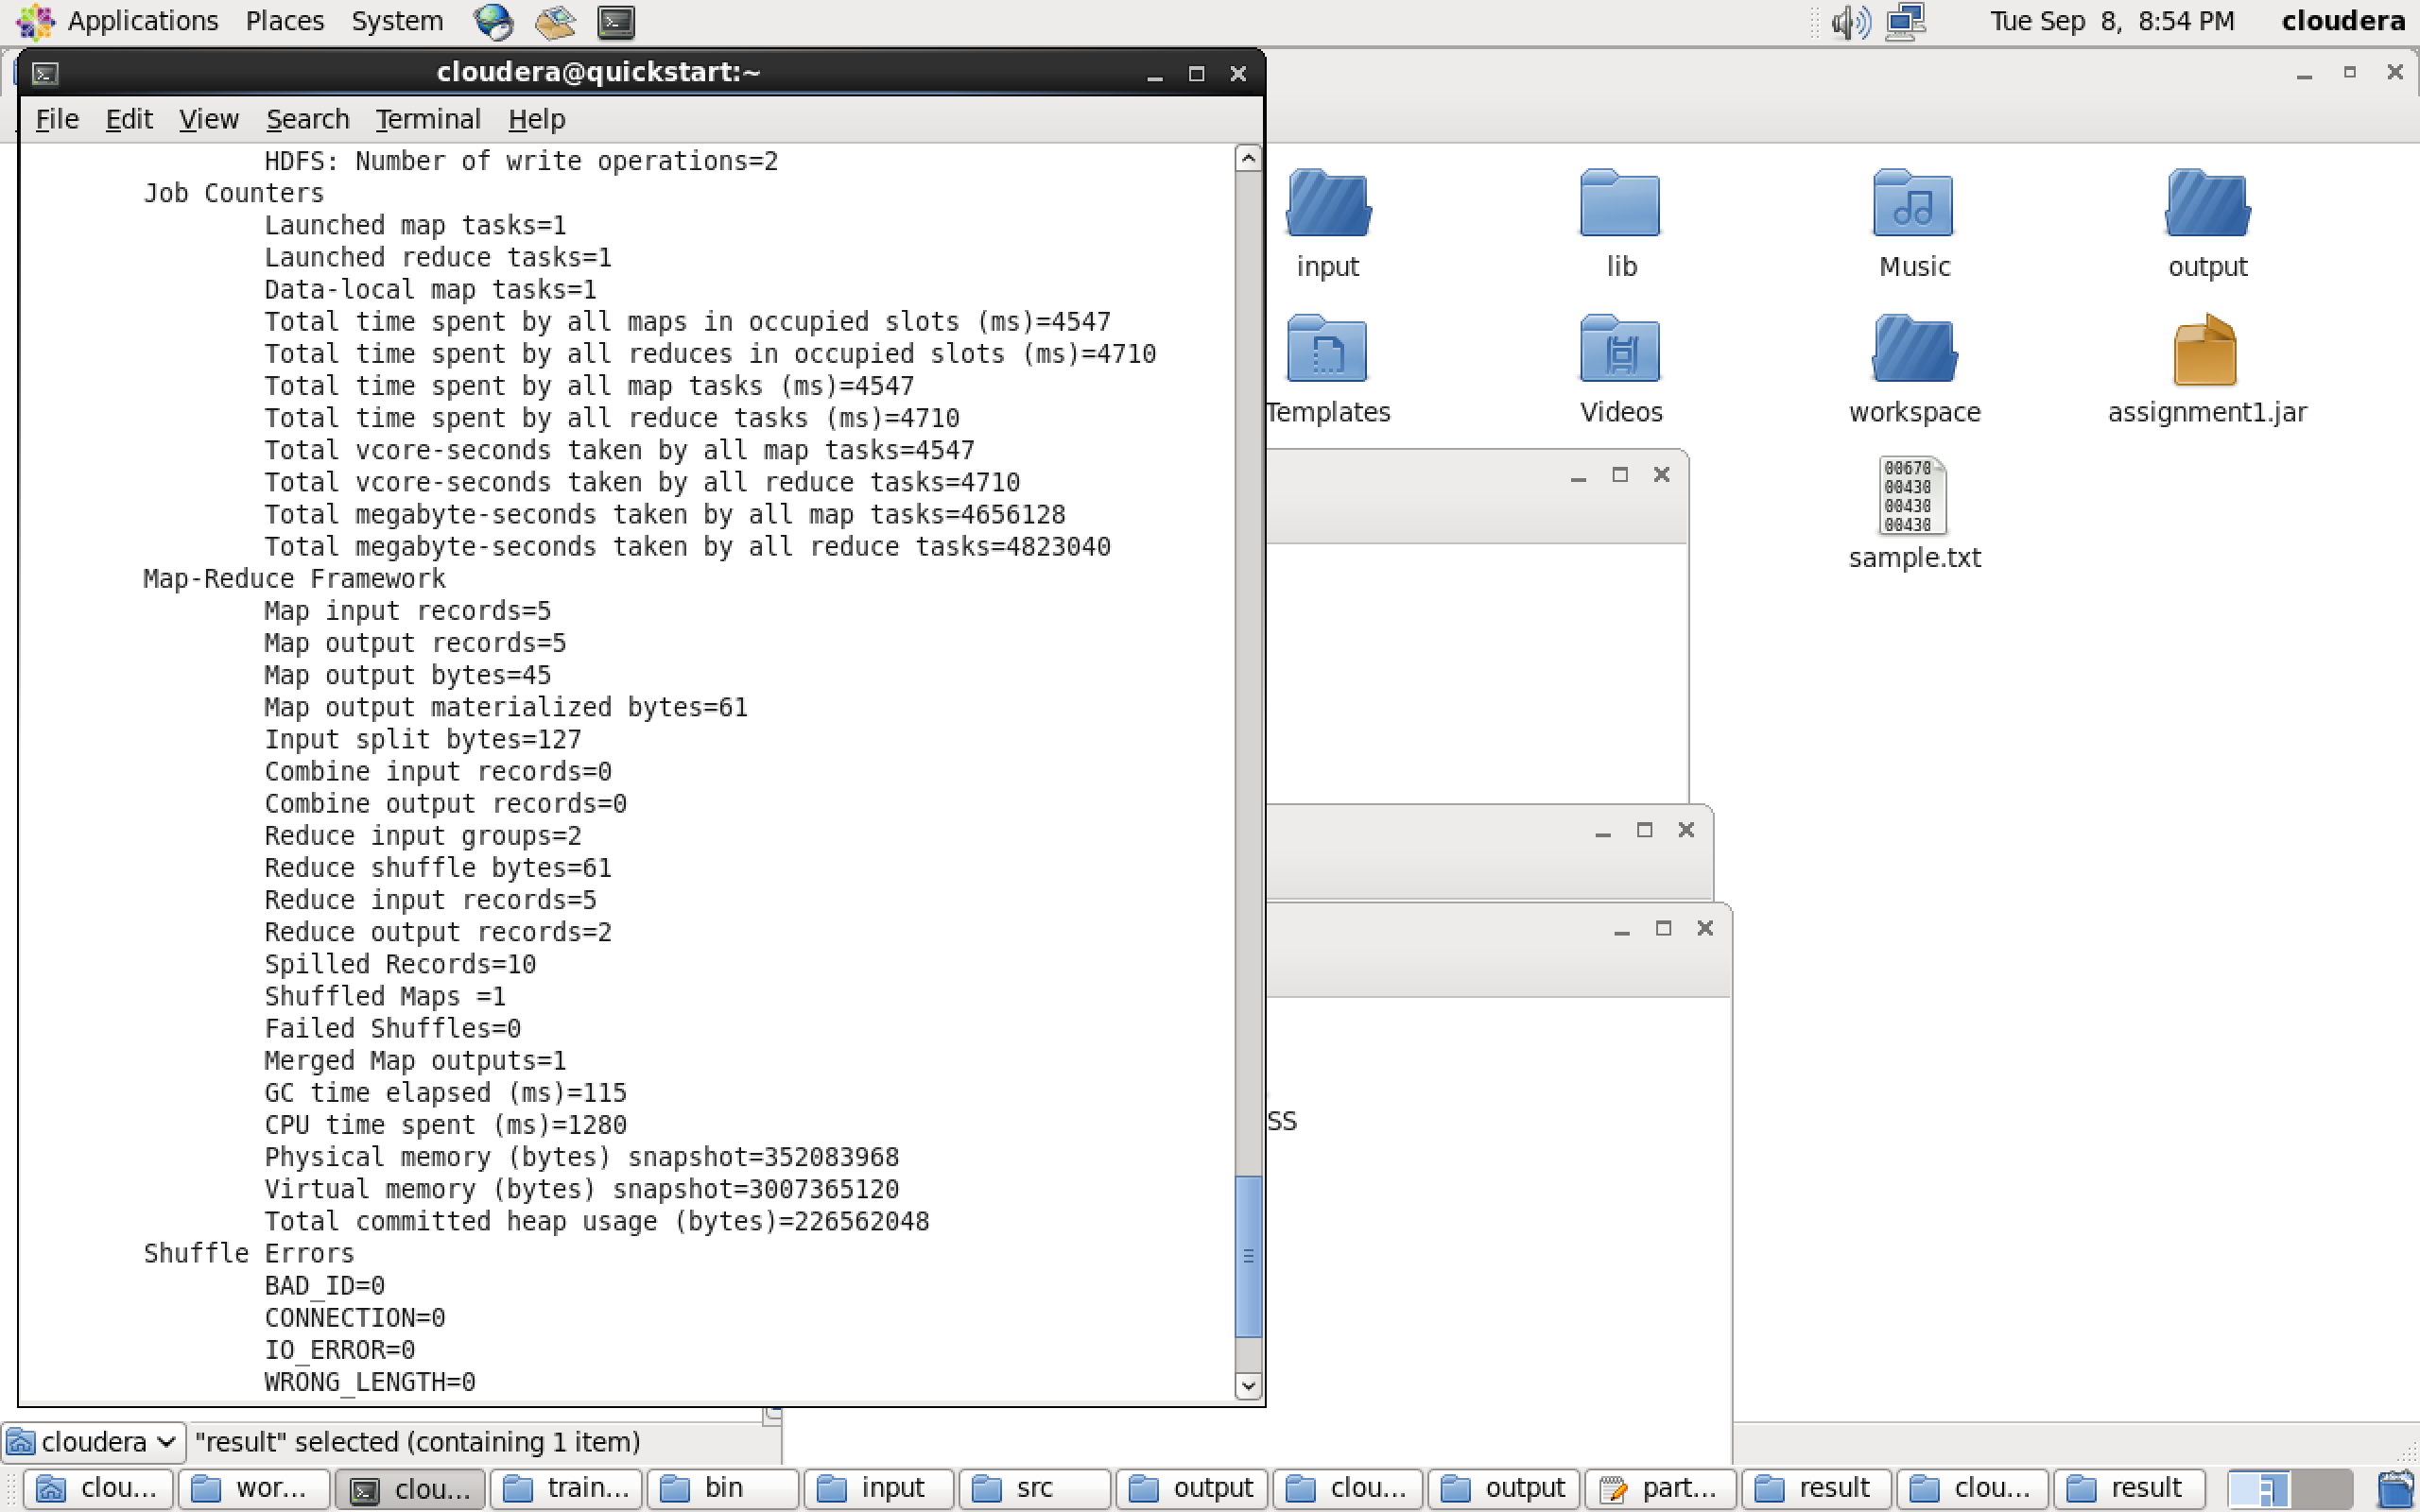 Applications Places System Tue Sep 8, 8:54 PM cloudera
cloudera@quickstart:~
File Edit View Search Terminal Help
HDFS: Number of write operations=2
Job Counters
Launched map tasks=1
Launched reduce tasks=1
Data-local map tasks=1
Total time spent by all maps in occupied slots (ms)=4547
Total time spent by all reduces in occupied slots (ms)=4710
Total time spent by all map tasks (ms)=4547
Total time spent by all reduce tasks (ms)=4710
Total vcore-seconds taken by all map tasks=4547
Total vcore-seconds taken by all reduce tasks=4710
Total megabyte-seconds taken by all map tasks=4656128
Total megabyte-seconds taken by all reduce tasks=4823040
Map-Reduce Framework
Map input records=5
Map output records=5
Map output bytes=45
Map output materialized bytes=61
Input split bytes=127
Combine input records=0
Combine output records=0
Reduce input groups=2
Reduce shuffle bytes=61
Reduce input records=5
Reduce output records=2
Spilled Records=10
Shuffled Maps =1
Failed Shuffles=0
Merged Map outputs=1
GC time elapsed (ms)=115
CPU time spent (ms)=1280
Physical memory (bytes) snapshot=352083968
Virtual memory (bytes) snapshot=3007365120
Total committed heap usage (bytes)=226562048
Shuffle Errors
BAD_ID=0
CONNECTION=0
IO_ERROR=0
WRONG_LENGTH=0
input lib Music output
Templates Videos workspace assignment1.jar
00670
00430
00430
00430
sample.txt
SS
cloudera "result" selected (containing 1 item)
clou... wor... clou... train... bin input src output clou... output part... result clou... result